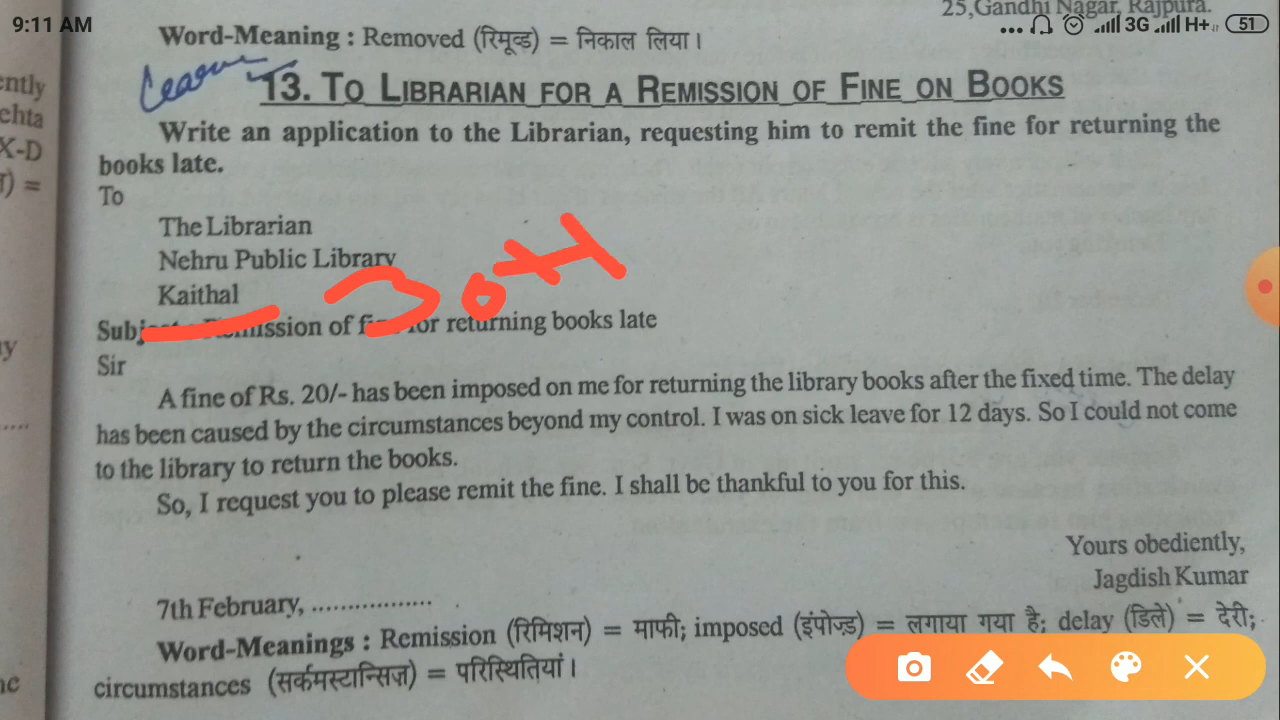 25, Gandhi Nagar, Rajpura.
9:11 AM
3G H+ 51
Word-Meaning : Removed (रिमूव्ड) = निकाल लिया।
ently
ehta
X-D
13. TO LIBRARIAN FOR A REMISSION OF FINE ON BOOKS
Write an application to the Librarian, requesting him to remit the fine for returning the
books late.
To
The Librarian
Nehru Public Library
Kaithal
of for returning books late
Sir
A fine of Rs. 20/- has been imposed on me for returning the library books after the fixed time. The delay
has been caused by the circumstances beyond my control. I was on sick leave for 12 days. So I could not come
to the library to return the books.
So, I request you to please remit the fine. I shall be thankful to you for this.
Yours obediently,
Jagdish Kumar
7th February, ..................
Word-Meanings : Remission (रिमिशन) = माफी; imposed (इंपोज़्ड) = लगाया गया है; delay (डिले) = देरी;
circumstances (सर्कमस्टान्सिज़) = परिस्थितियां।